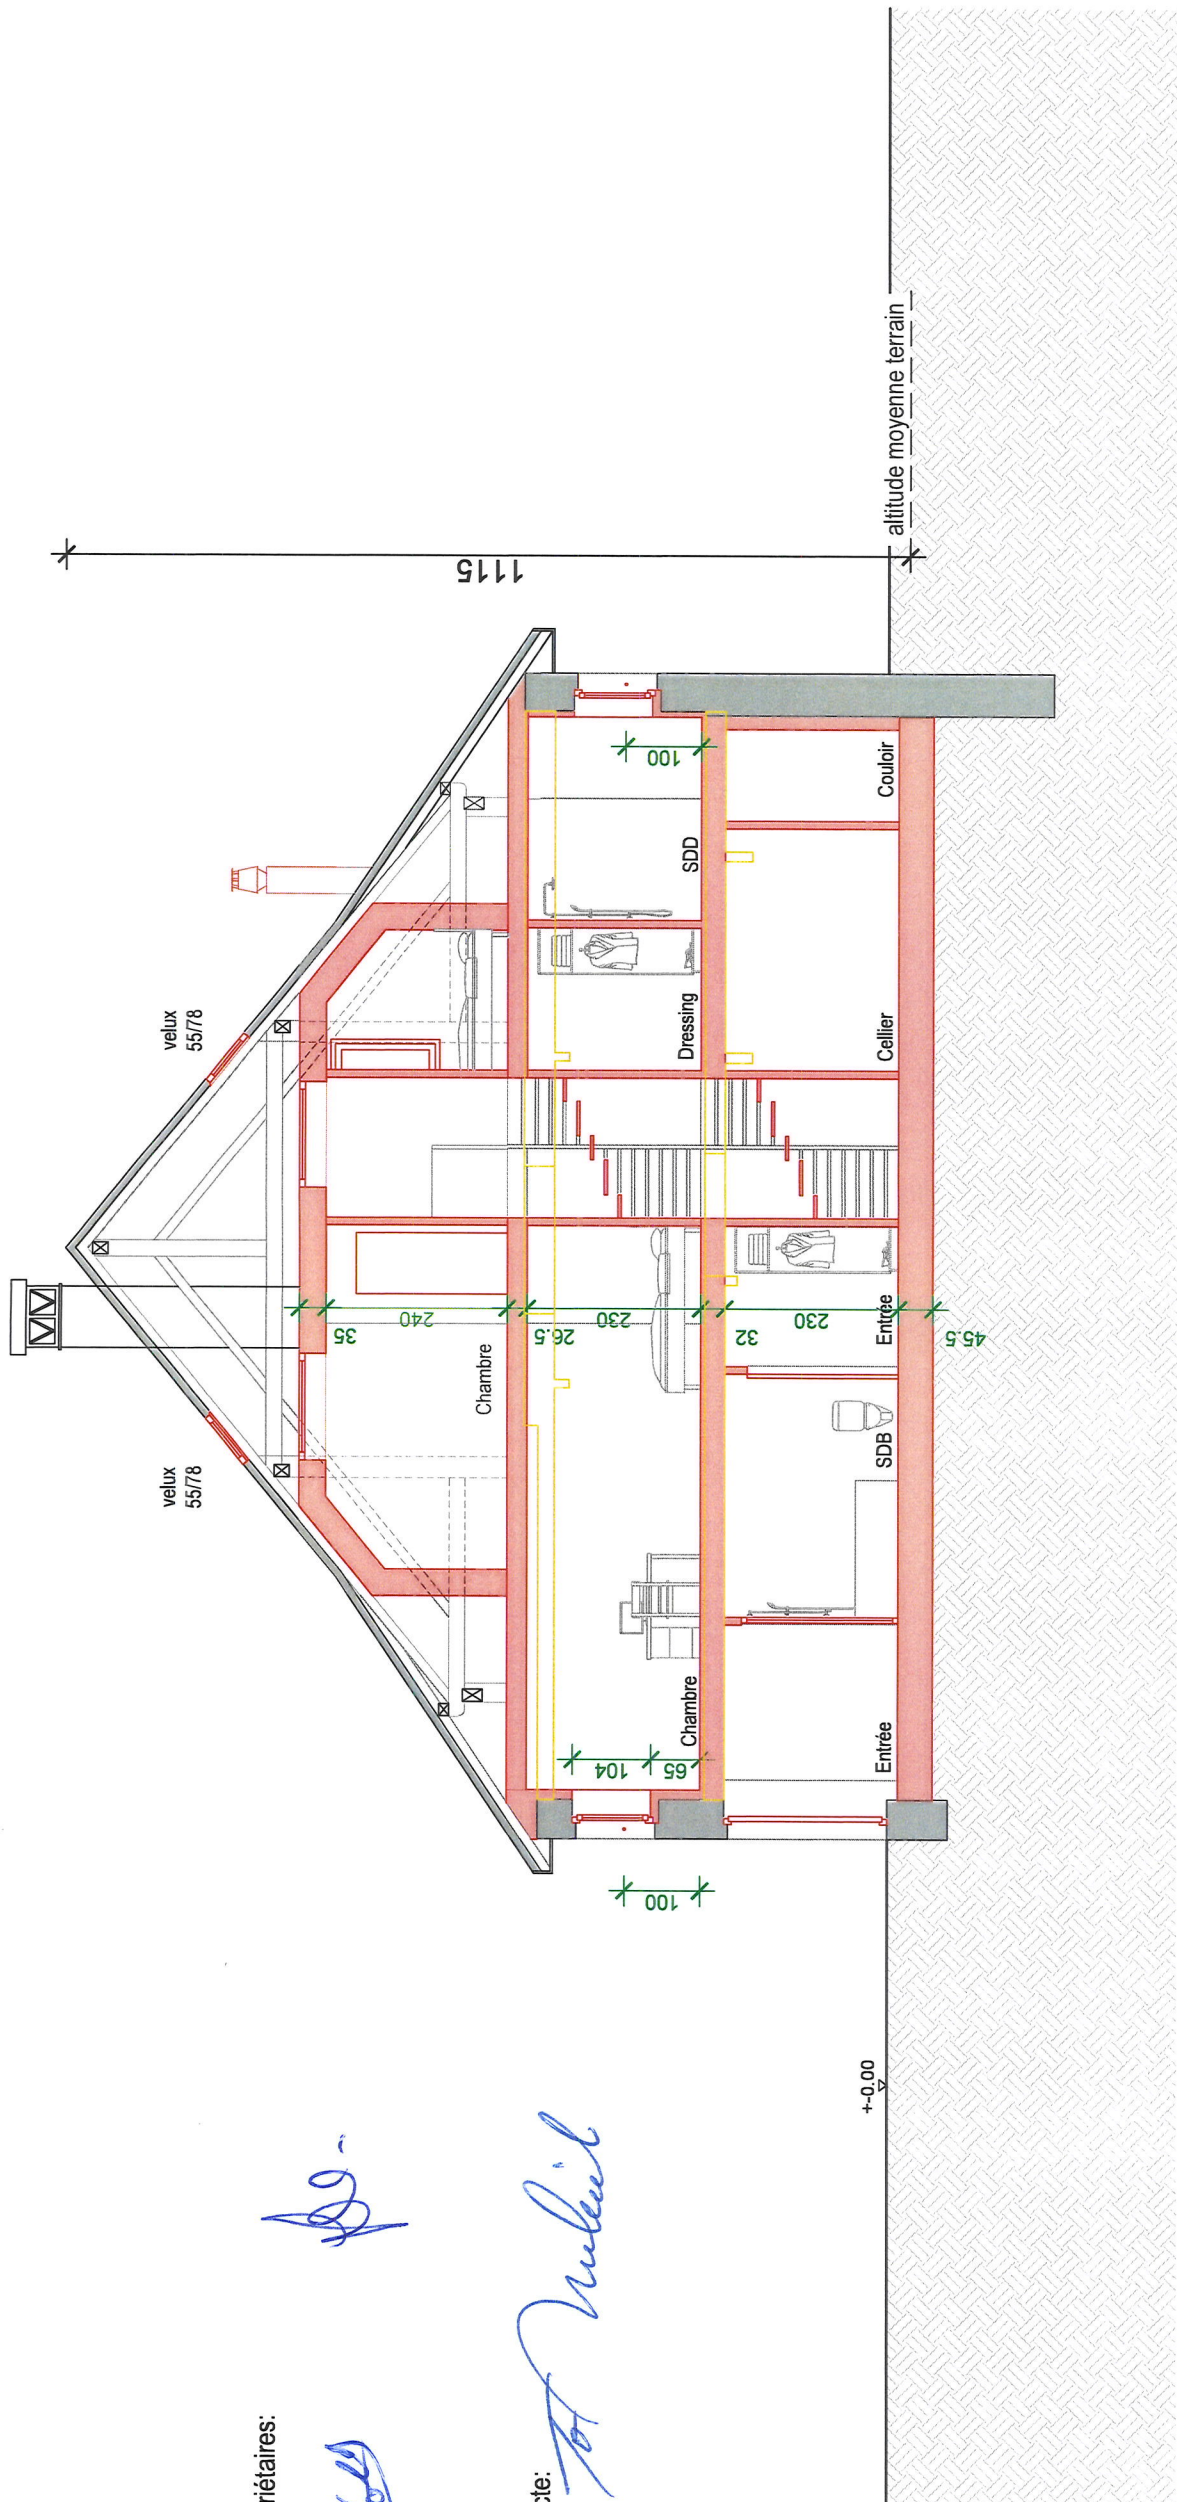 velux
55/78
velux
55/78
1115
altitude moyenne terrain
35
240
Chambre
26.5
230
Chambre
104
65
100
Dressing
SDD
100
32
230
Entrée
SDB
Entrée
Cellier
Couloir
45.5
+-0.00
riétaires:
cte: